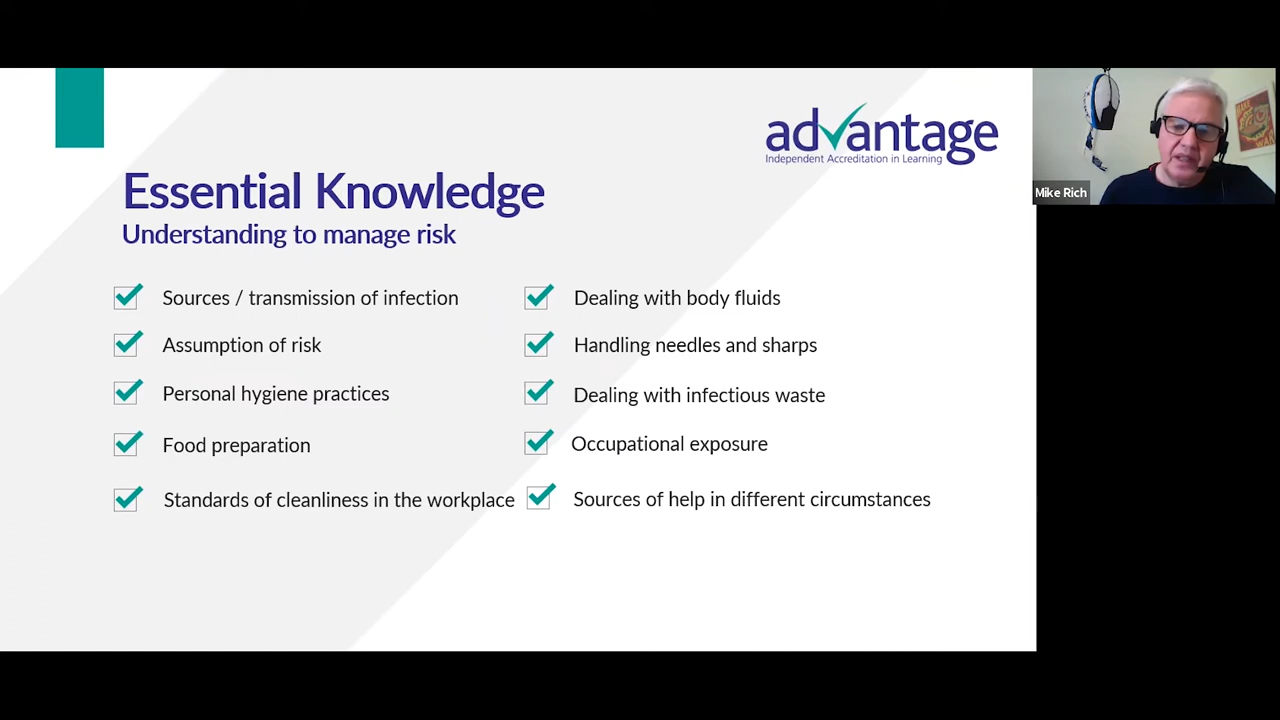 advantage
Independent Accreditation in Learning
Essential Knowledge
Understanding to manage risk
Sources / transmission of infection
Assumption of risk
Personal hygiene practices
Food preparation
Standards of cleanliness in the workplace
Dealing with body fluids
Handling needles and sharps
Dealing with infectious waste
Occupational exposure
Sources of help in different circumstances
Mike Rich